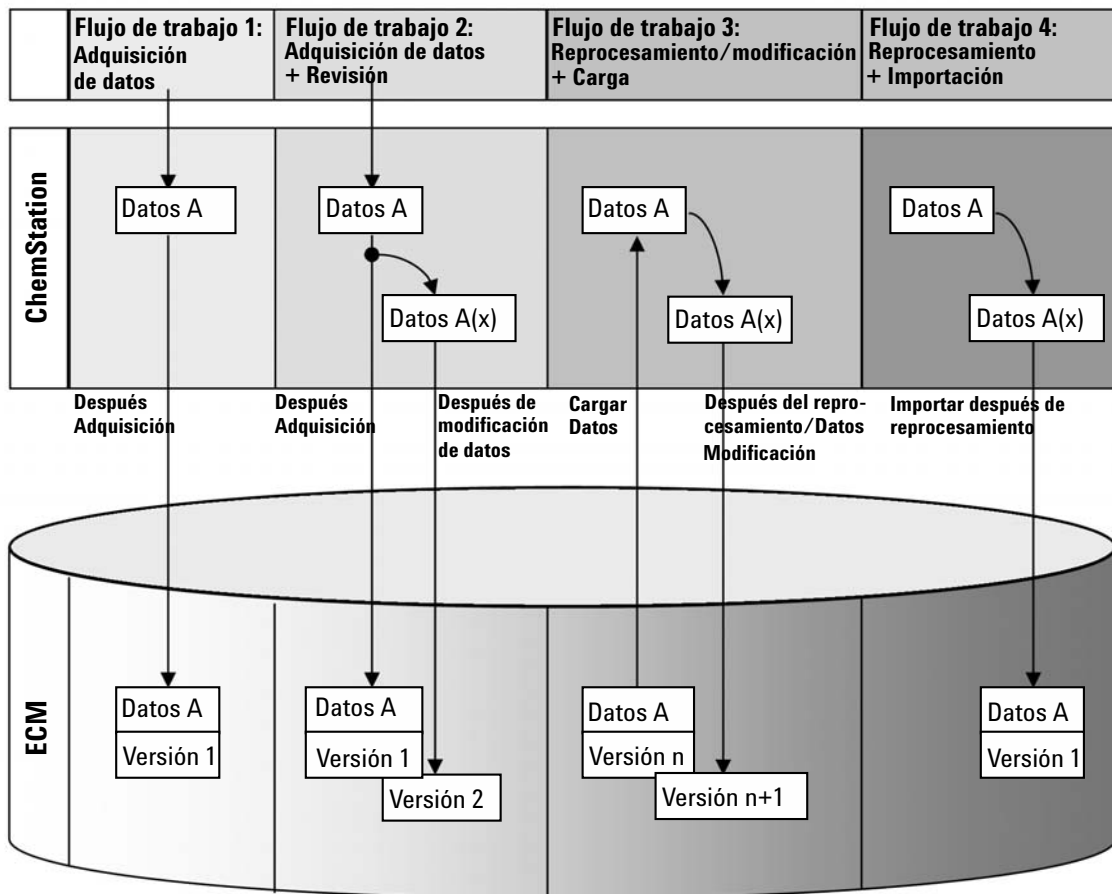 Flujo de trabajo 1:
Adquisición
de datos
Flujo de trabajo 2:
Adquisición de datos
+ Revisión
Flujo de trabajo 3:
Reprocesamiento/modificación
+ Carga
Flujo de trabajo 4:
Reprocesamiento
+ Importación
ChemStation
Datos A
Datos A
Datos A(x)
Datos A
Datos A(x)
Datos A
Datos A(x)
Después
Adquisición
Después
Adquisición
Después de
modificación
de datos
Cargar
Datos
Después del repro-
cesamiento/Datos
Modificación
Importar después de
reprocesamiento
ECM
Datos A
Versión 1
Datos A
Versión 1
Versión 2
Datos A
Versión n
Versión n+1
Datos A
Versión 1